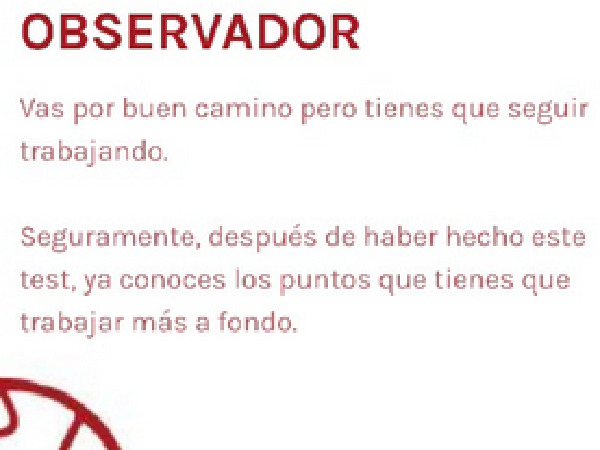 OBSERVADOR
Vas por buen camino pero tienes que seguir
trabajando.
Seguramente, después de haber hecho este
test, ya conoces los puntos que tienes que
trabajar más a fondo.